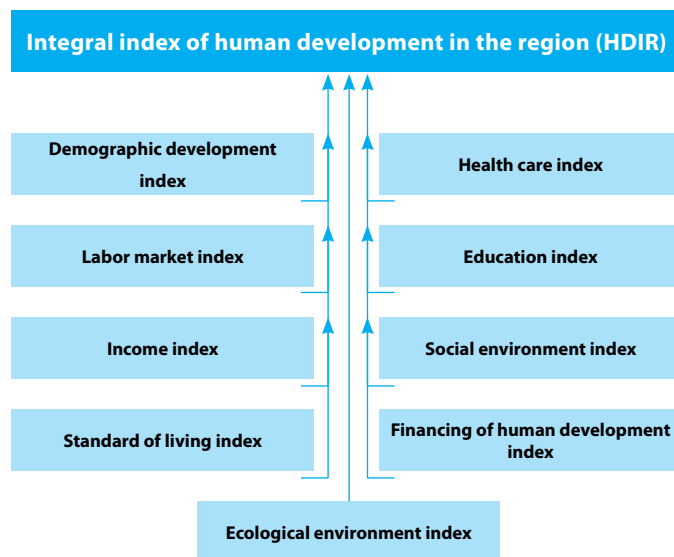 Integral index of human development in the region (HDIR)
Demographic development
index
Health care index
Labor market index
Education index
Income index
Social environment index
Standard of living index
Financing of human development
index
Ecological environment index